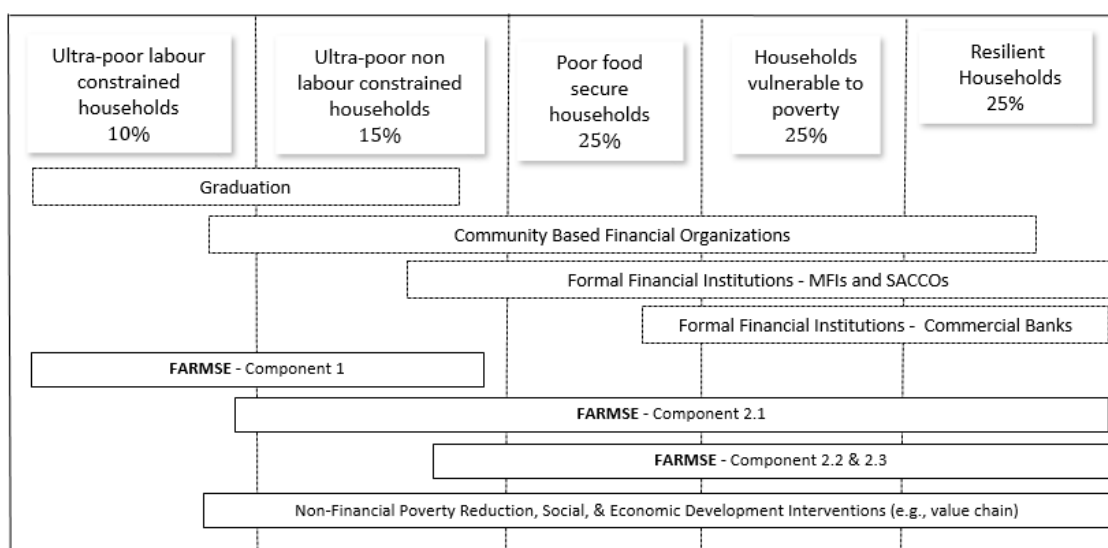 Ultra-poor labour
constrained
households
10%
Ultra-poor non
labour constrained
households
15%
Poor food
secure
households
25%
Households
vulnerable to
poverty
25%
Resilient
Households
25%
Graduation
Community Based Financial Organizations
Formal Financial Institutions - MFIs and SACCOs
Formal Financial Institutions - Commercial Banks
FARMSE - Component 1
FARMSE - Component 2.1
FARMSE - Component 2.2 & 2.3
Non-Financial Poverty Reduction, Social, & Economic Development Interventions (e.g., value chain)